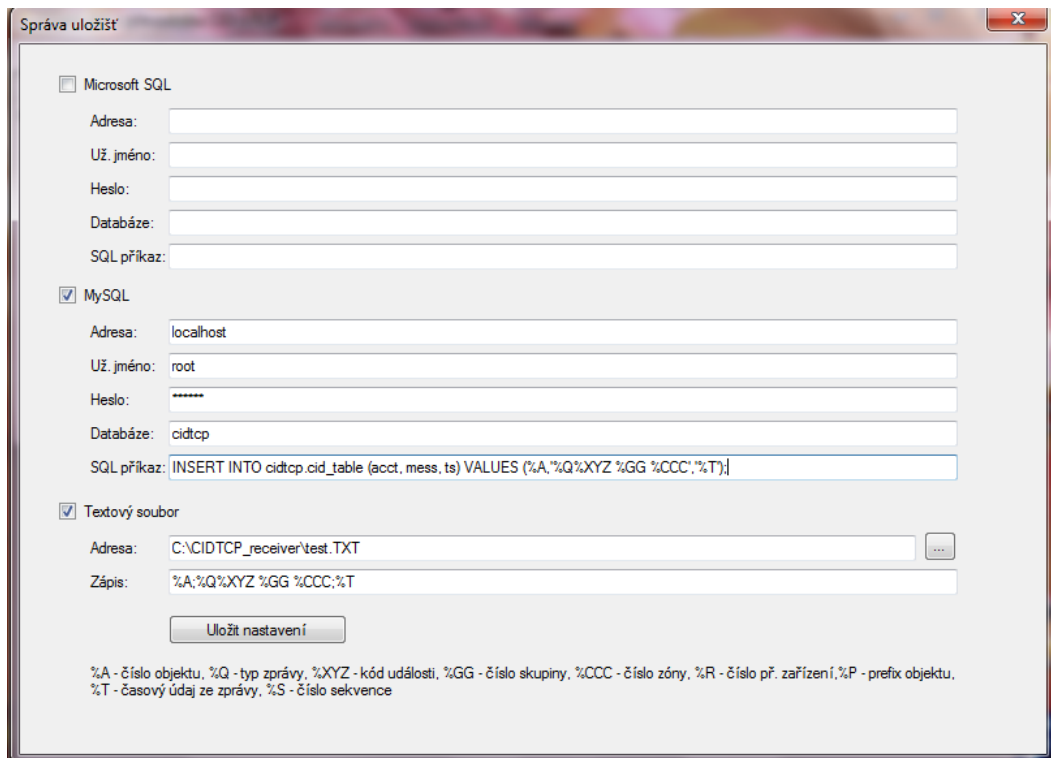 Správa uložišť
Microsoft SQL
Adresa:
Už. jméno:
Heslo:
Databáze:
SQL příkaz:
MySQL
Adresa: localhost
Už. jméno: root
Heslo: ******
Databáze: cidtcp
SQL příkaz: INSERT INTO cidtcp.cid_table (acct, mess, ts) VALUES (%A,'%Q%XYZ %GG %CCC','%T');
Textový soubor
Adresa: C:\CIDTCP_receiver\test.TXT ...
Zápis: %A;%Q%XYZ %GG %CCC;%T
Uložit nastavení
%A - číslo objektu, %Q - typ zprávy, %XYZ - kód události, %GG - číslo skupiny, %CCC - číslo zóny, %R - číslo př. zařízení,%P - prefix objektu,
%T - časový údaj ze zprávy, %S - číslo sekvence